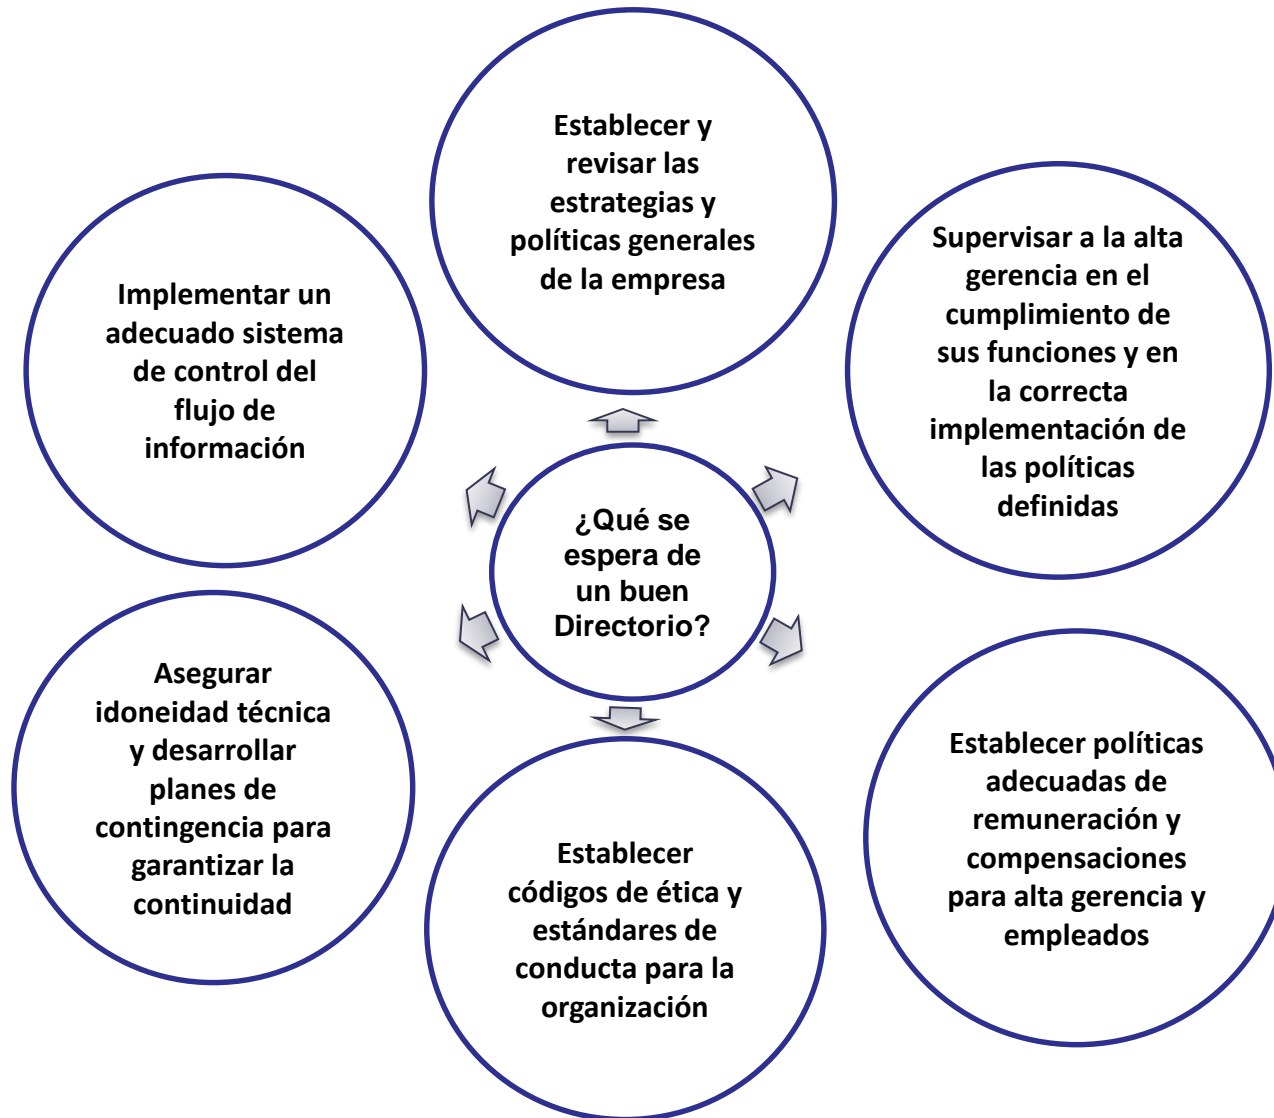 Establecer y
revisar las
estrategias y
políticas generales
de la empresa
Supervisar a la alta
gerencia en el
cumplimiento de
sus funciones y en
la correcta
implementación de
las políticas
definidas
Implementar un
adecuado sistema
de control del
flujo de
información
¿Qué se
espera de
un buen
Directorio?
Asegurar
idoneidad técnica
y desarrollar
planes de
contingencia para
garantizar la
continuidad
Establecer políticas
adecuadas de
remuneración y
compensaciones
para alta gerencia y
empleados
Establecer
códigos de ética y
estándares de
conducta para la
organización